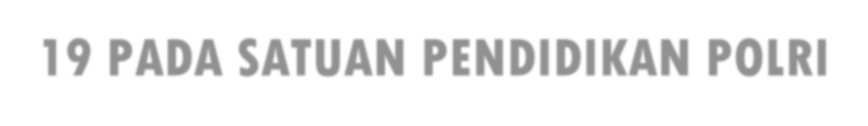 19 PADA SATUAN PENDIDIKAN POLRI